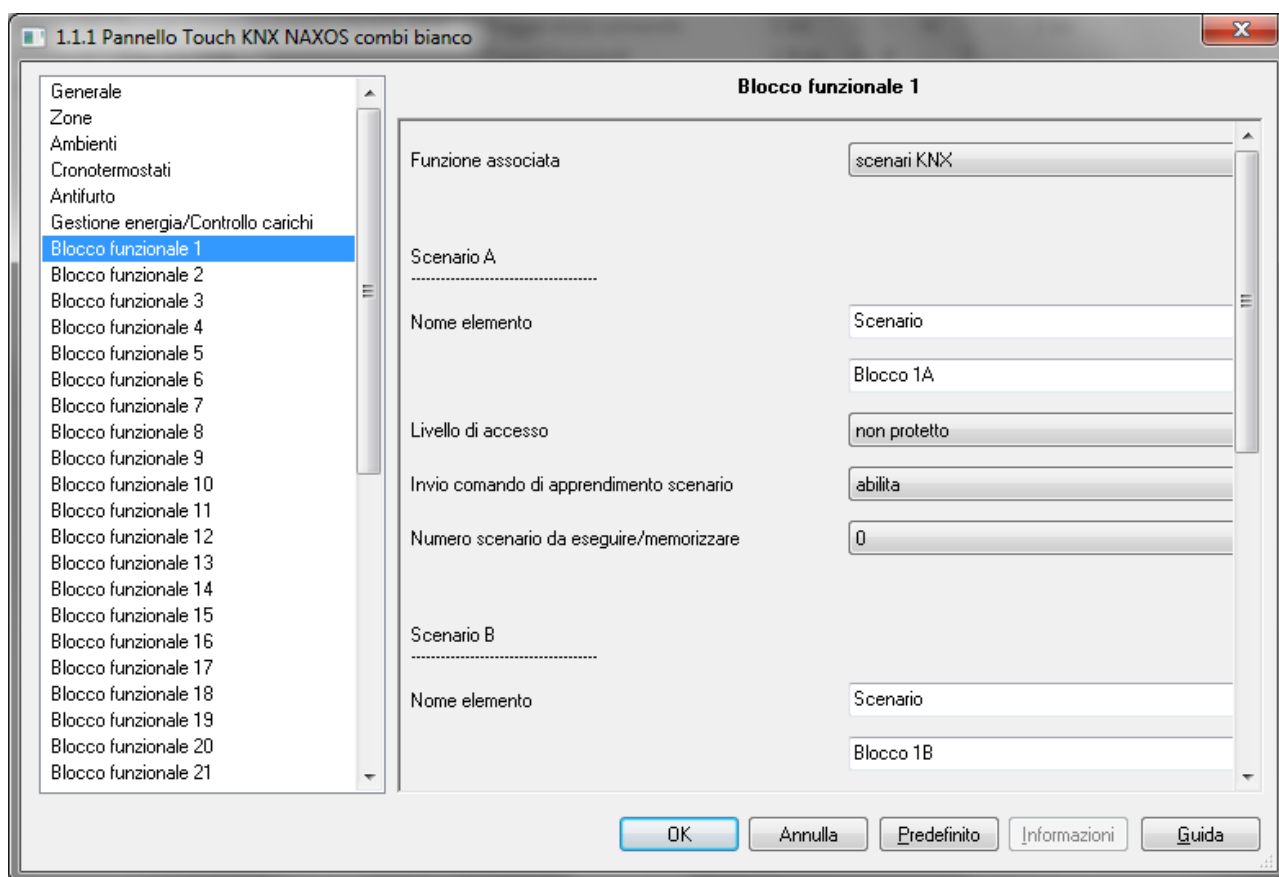 1.1.1 Pannello Touch KNX NAXOS combi bianco
Generale
Zone
Ambienti
Cronotermostati
Antifurto
Gestione energia/Controllo carichi
Blocco funzionale 1
Blocco funzionale 2
Blocco funzionale 3
Blocco funzionale 4
Blocco funzionale 5
Blocco funzionale 6
Blocco funzionale 7
Blocco funzionale 8
Blocco funzionale 9
Blocco funzionale 10
Blocco funzionale 11
Blocco funzionale 12
Blocco funzionale 13
Blocco funzionale 14
Blocco funzionale 15
Blocco funzionale 16
Blocco funzionale 17
Blocco funzionale 18
Blocco funzionale 19
Blocco funzionale 20
Blocco funzionale 21
Blocco funzionale 1
Funzione associata scenari KNX
Scenario A
------------------------------------
Nome elemento Scenario
Blocco 1A
Livello di accesso non protetto
Invio comando di apprendimento scenario abilita
Numero scenario da eseguire/memorizzare 0
Scenario B
------------------------------------
Nome elemento Scenario
Blocco 1B
OK Annulla Predefinito Informazioni Guida